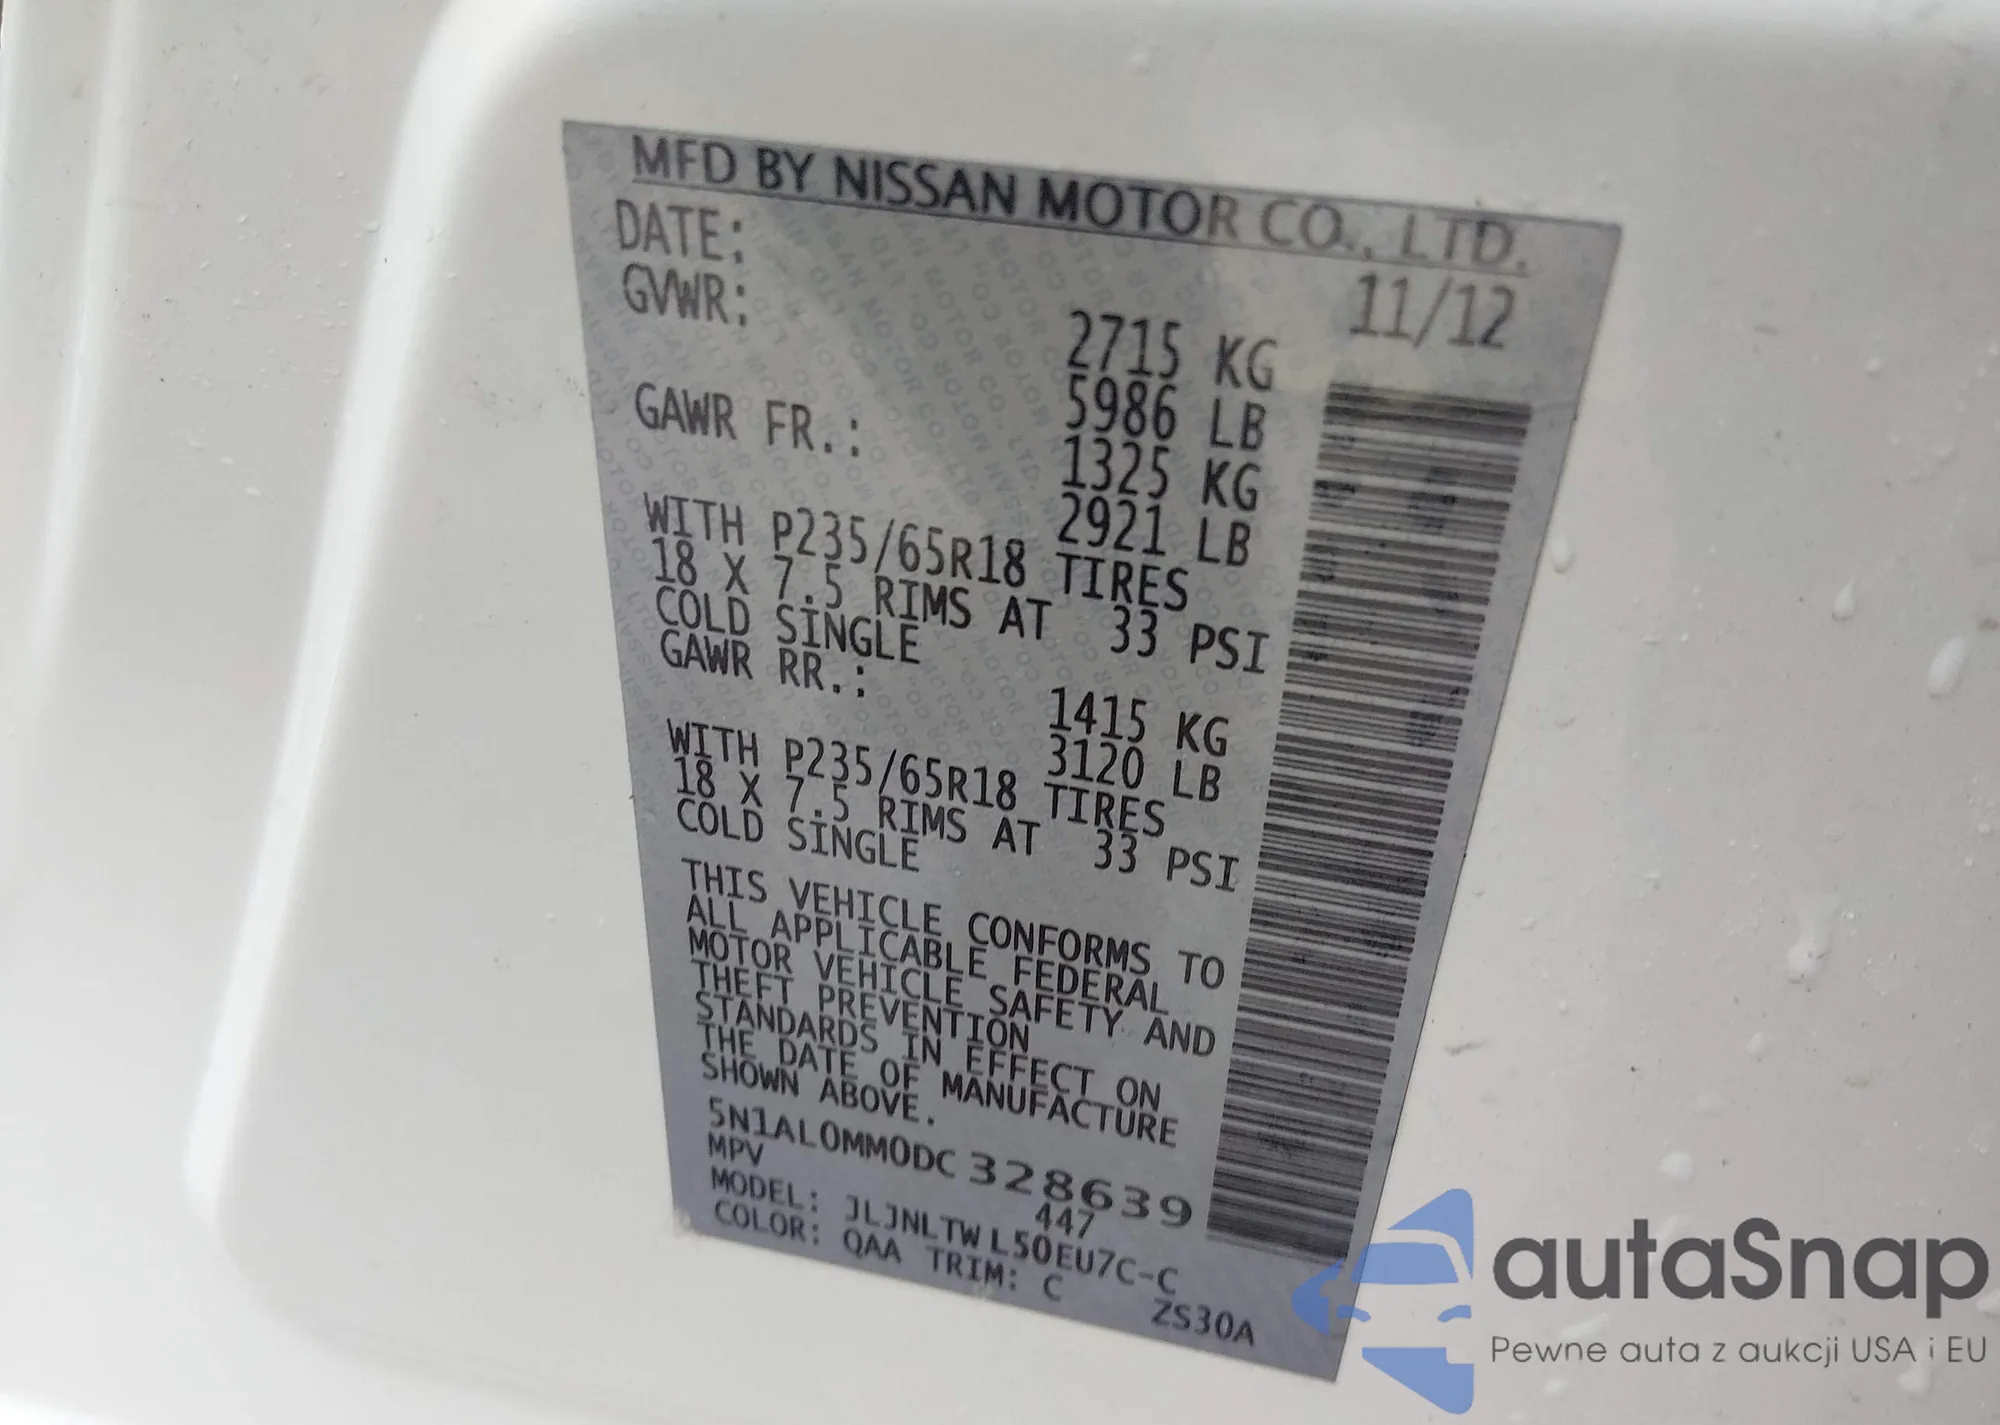 MFD BY NISSAN MOTOR CO., LTD.
DATE: 11/12
GVWR: 2715 KG
5986 LB
GAWR FR.: 1325 KG
2921 LB
WITH P235/65R18 TIRES
18 X 7.5 RIMS AT 33 PSI
COLD SINGLE
GAWR RR.: 1415 KG
3120 LB
WITH P235/65R18 TIRES
18 X 7.5 RIMS AT 33 PSI
COLD SINGLE
THIS VEHICLE CONFORMS TO
ALL APPLICABLE FEDERAL
MOTOR VEHICLE SAFETY AND
THEFT PREVENTION
STANDARDS IN EFFECT ON
THE DATE OF MANUFACTURE
SHOWN ABOVE.
5N1AL0MM0DC328639
MPV 447
MODEL: JLJNLTWL50EU7C-C
COLOR: QAA TRIM: C ZS30A
autaSnap
Pewne auta z aukcji USA i EU